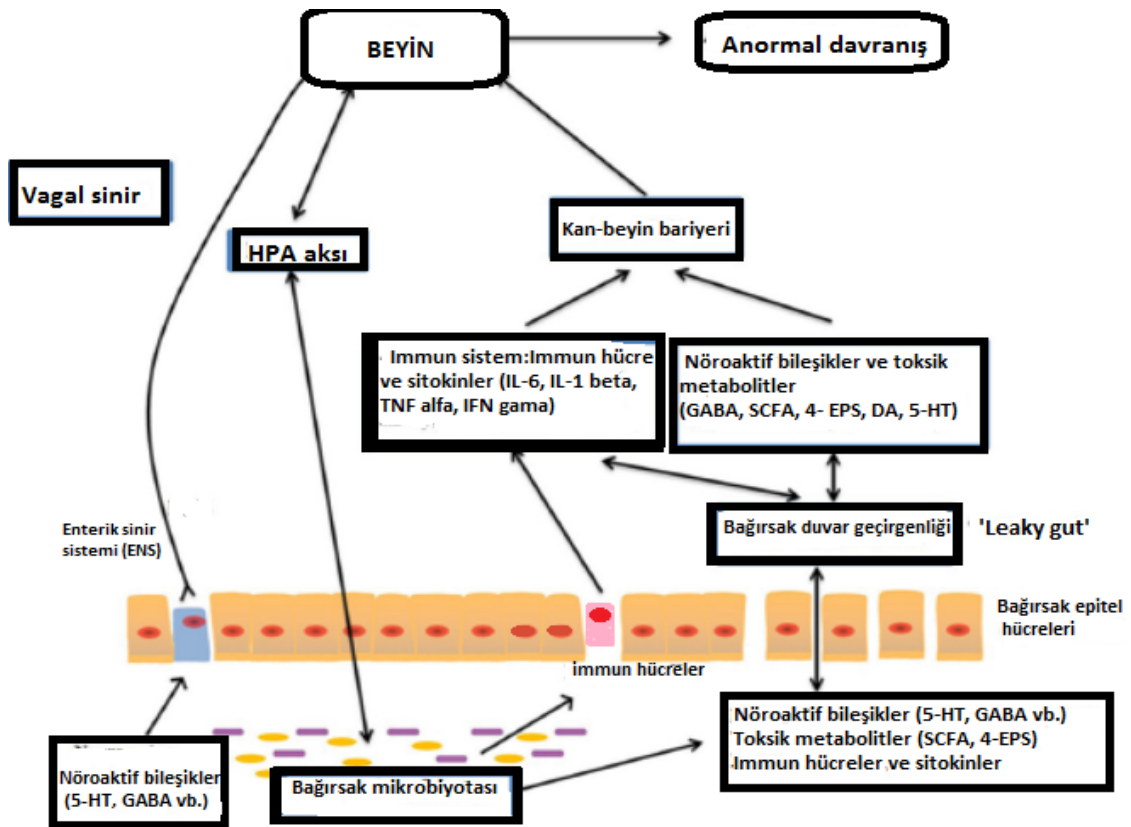 BEYİN
Anormal davranış
Vagal sinir
Kan-beyin bariyeri
HPA aksı
Immun sistem:Immun hücre
ve sitokinler (IL-6, IL-1 beta,
TNF alfa, IFN gama)
Nöroaktif bileşikler ve toksik
metabolitler
(GABA, SCFA, 4- EPS, DA, 5-HT)
Enterik sinir
sistemi (ENS)
Bağırsak duvar geçirgenliği
'Leaky gut'
Bağırsak epitel
hücreleri
immun hücreler
Nöroaktif bileşikler
(5-HT, GABA vb.)
Bağırsak mikrobiyotası
Nöroaktif bileşikler (5-HT, GABA vb.)
Toksik metabolitler (SCFA, 4-EPS)
Immun hücreler ve sitokinler